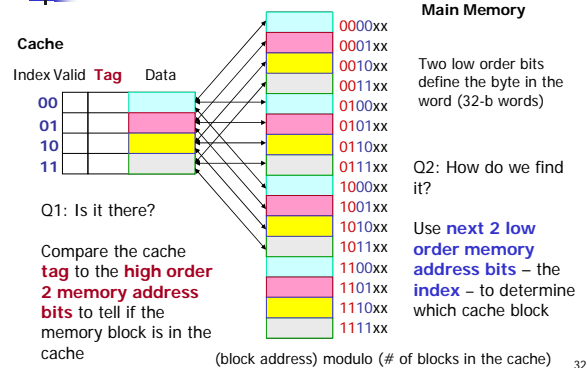 Cache
Index Valid Tag Data
00
01
10
11
Q1: Is it there?
Compare the cache
tag to the high order
2 memory address
bits to tell if the
memory block is in the
cache
0000xx
0001xx
0010xx
0011xx
0100xx
0101xx
0110xx
0111xx
1000xx
1001xx
1010xx
1011xx
1100xx
1101xx
1110xx
1111xx
Main Memory
Two low order bits
define the byte in the
word (32-b words)
Q2: How do we find
it?
Use next 2 low
order memory
address bits – the
index – to determine
which cache block
(block address) modulo (# of blocks in the cache)
32